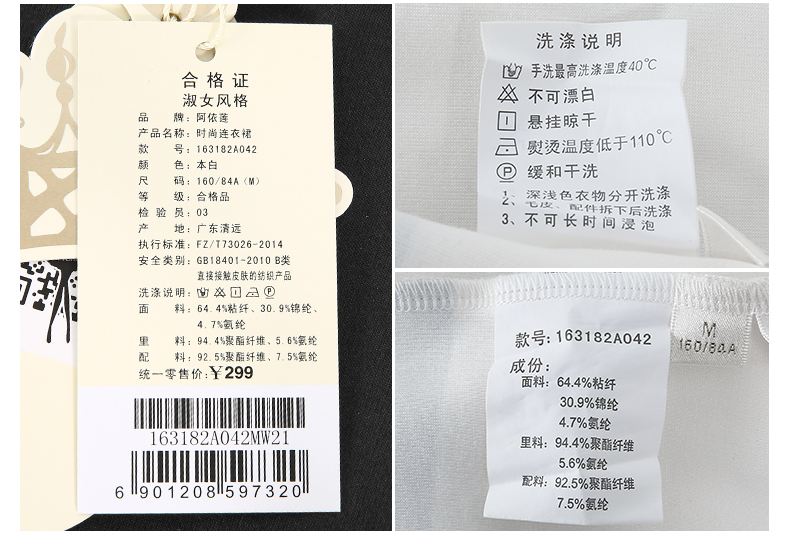 合格证
淑女风格
品 牌：阿依莲
产品名称：时尚连衣裙
款 号：163182A042
颜 色：本白
尺 码：160/84A（M）
等 级：合格品
检 验 员：03
产 地：广东清远
执行标准：FZ/T73026-2014
安全类别：GB18401-2010 B类
直接接触皮肤的纺织产品
洗涤说明：
面 料：64.4%粘纤、30.9%锦纶、
4.7%氨纶
里 料：94.4%聚酯纤维、5.6%氨纶
配 料：92.5%聚酯纤维、7.5%氨纶
统一零售价：￥299
163182A042MW21
6 901208 597320
洗涤说明
手洗最高洗涤温度40℃
不可漂白
悬挂晾干
熨烫温度低于110℃
缓和干洗
1、深浅色衣物分开洗涤
2、毛皮、配件拆下后洗涤
3、不可长时间浸泡
款号：163182A042
成份：
面料：64.4%粘纤
30.9%锦纶
4.7%氨纶
里料：94.4%聚酯纤维
5.6%氨纶
配料：92.5%聚酯纤维
7.5%氨纶
M
160/84A